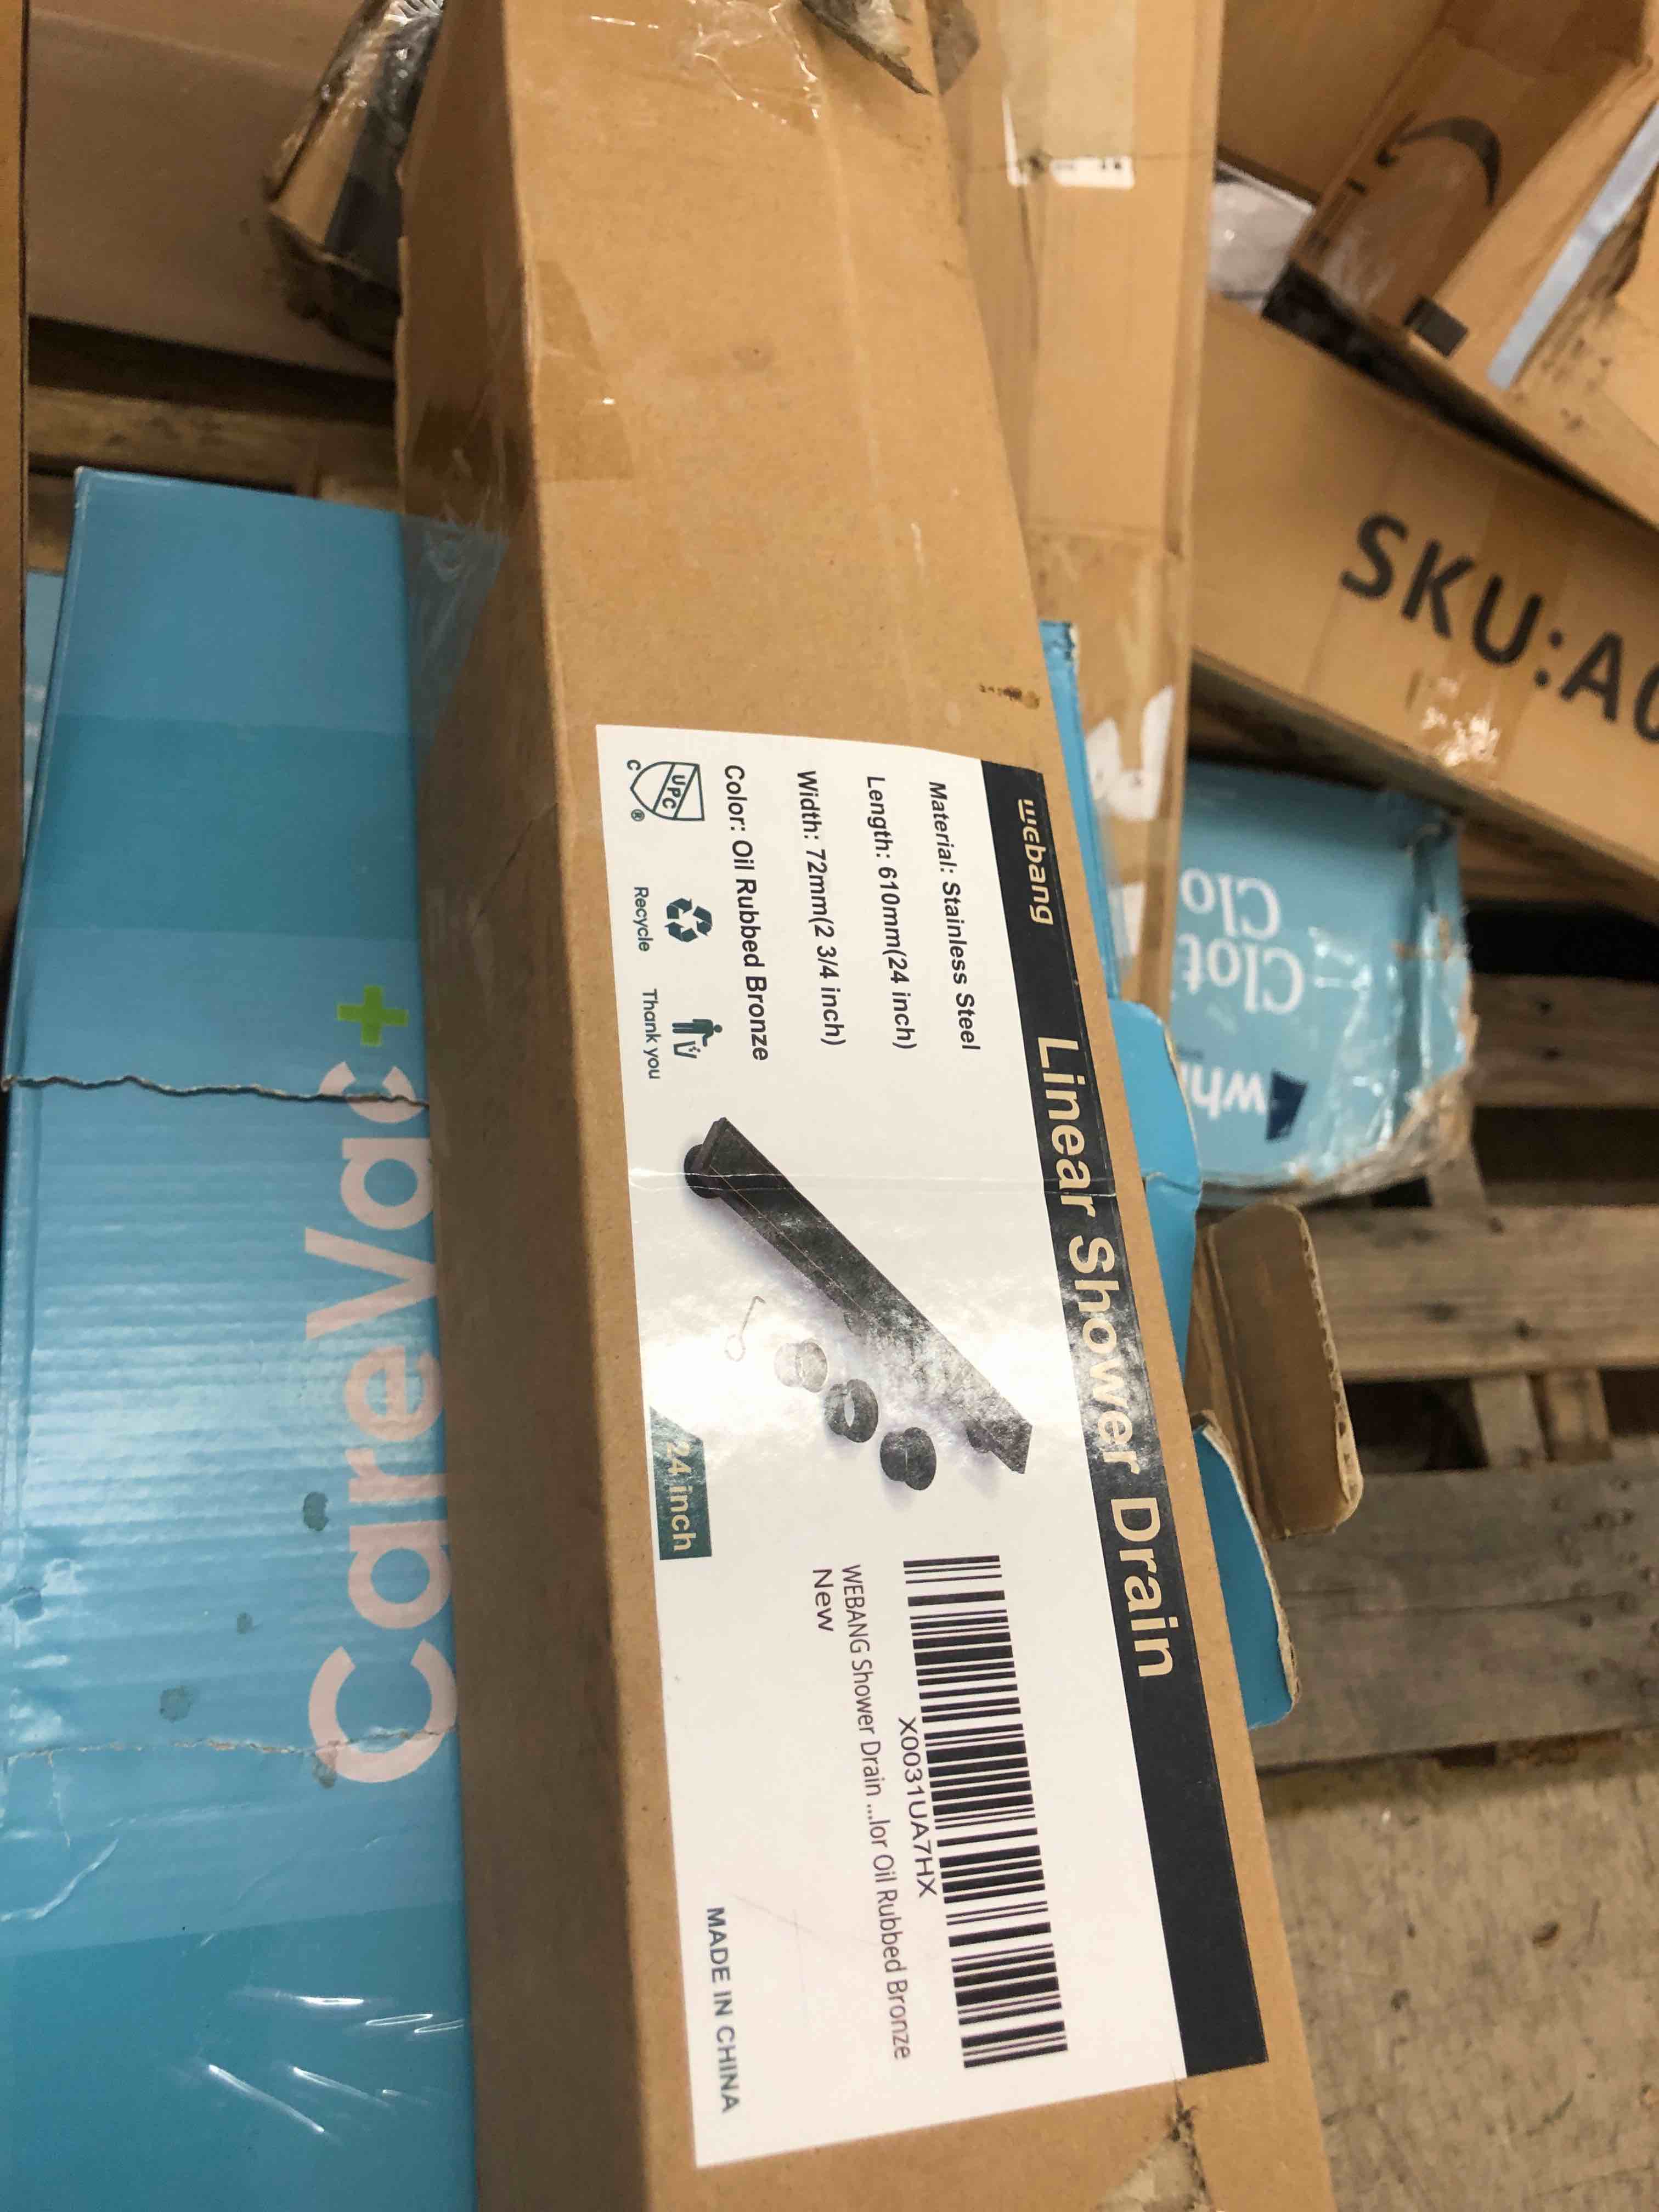 webang
Linear Shower Drain
Material: Stainless Steel
Length: 610mm(24 inch)
Width: 72mm(2 3/4 inch)
Color: Oil Rubbed Bronze
UPC
C ®
Recycle
Thank you
24 inch
X0031UA7HX
WEBANG Shower Drain ...lor Oil Rubbed Bronze
New
MADE IN CHINA
CareVac+
SKU:A0
Whi
Clot
Clo